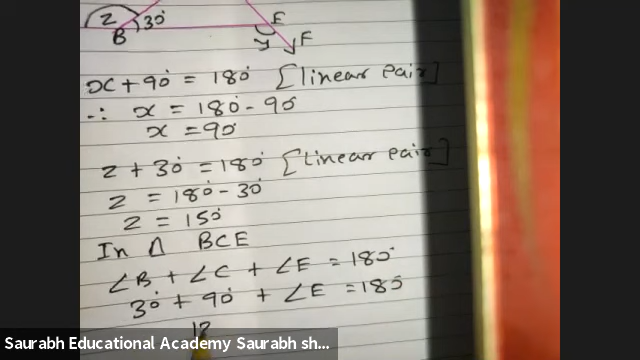 z 30° E
B y F
x + 90° = 180° [linear pair]
∴ x = 180° - 90°
x = 90°
z + 30° = 180° [linear pair]
z = 180° - 30°
z = 150°
In Δ BCE
∠B + ∠C + ∠E = 180°
30° + 90° + ∠E = 180°
12
Saurabh Educational Academy Saurabh sh...